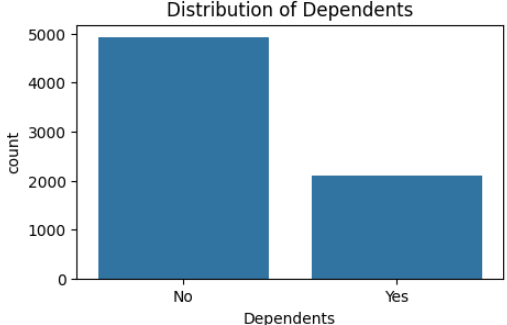 Distribution of Dependents
5000
4000
3000
2000
1000
0
count
No Yes
Dependents